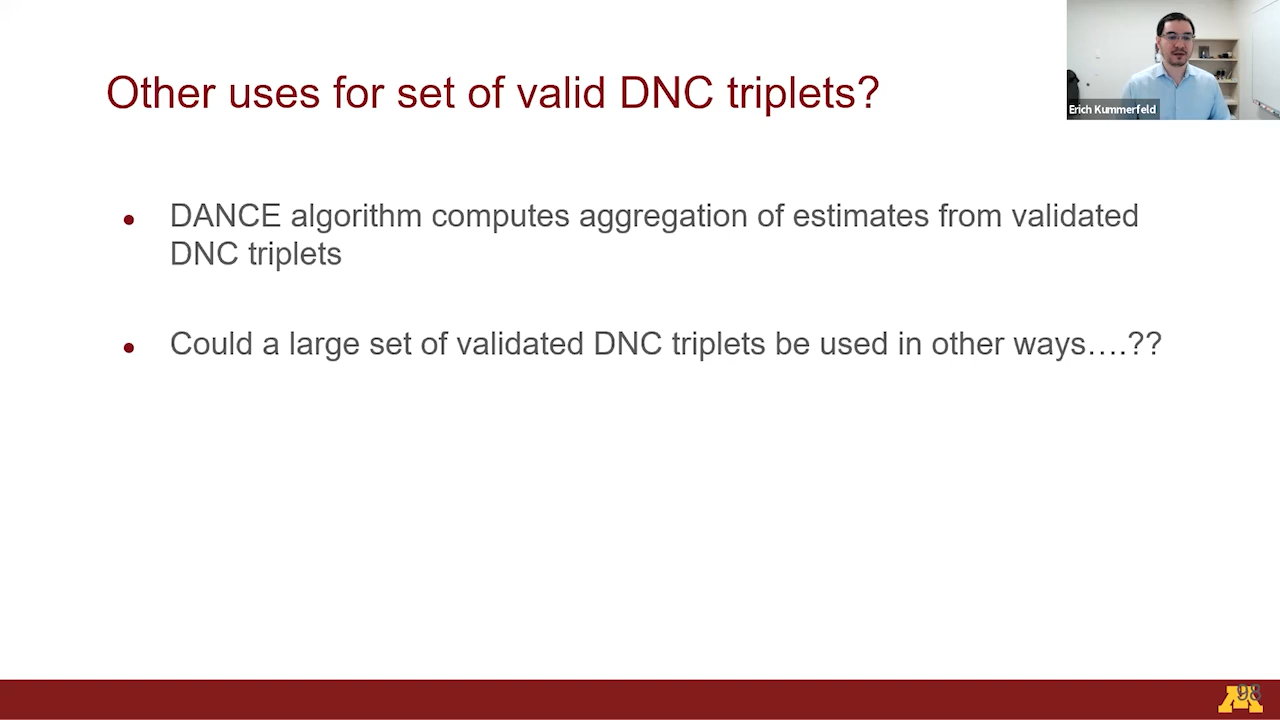 Other uses for set of valid DNC triplets?
Erich Kummerfeld
● DANCE algorithm computes aggregation of estimates from validated
DNC triplets
● Could a large set of validated DNC triplets be used in other ways….??
98